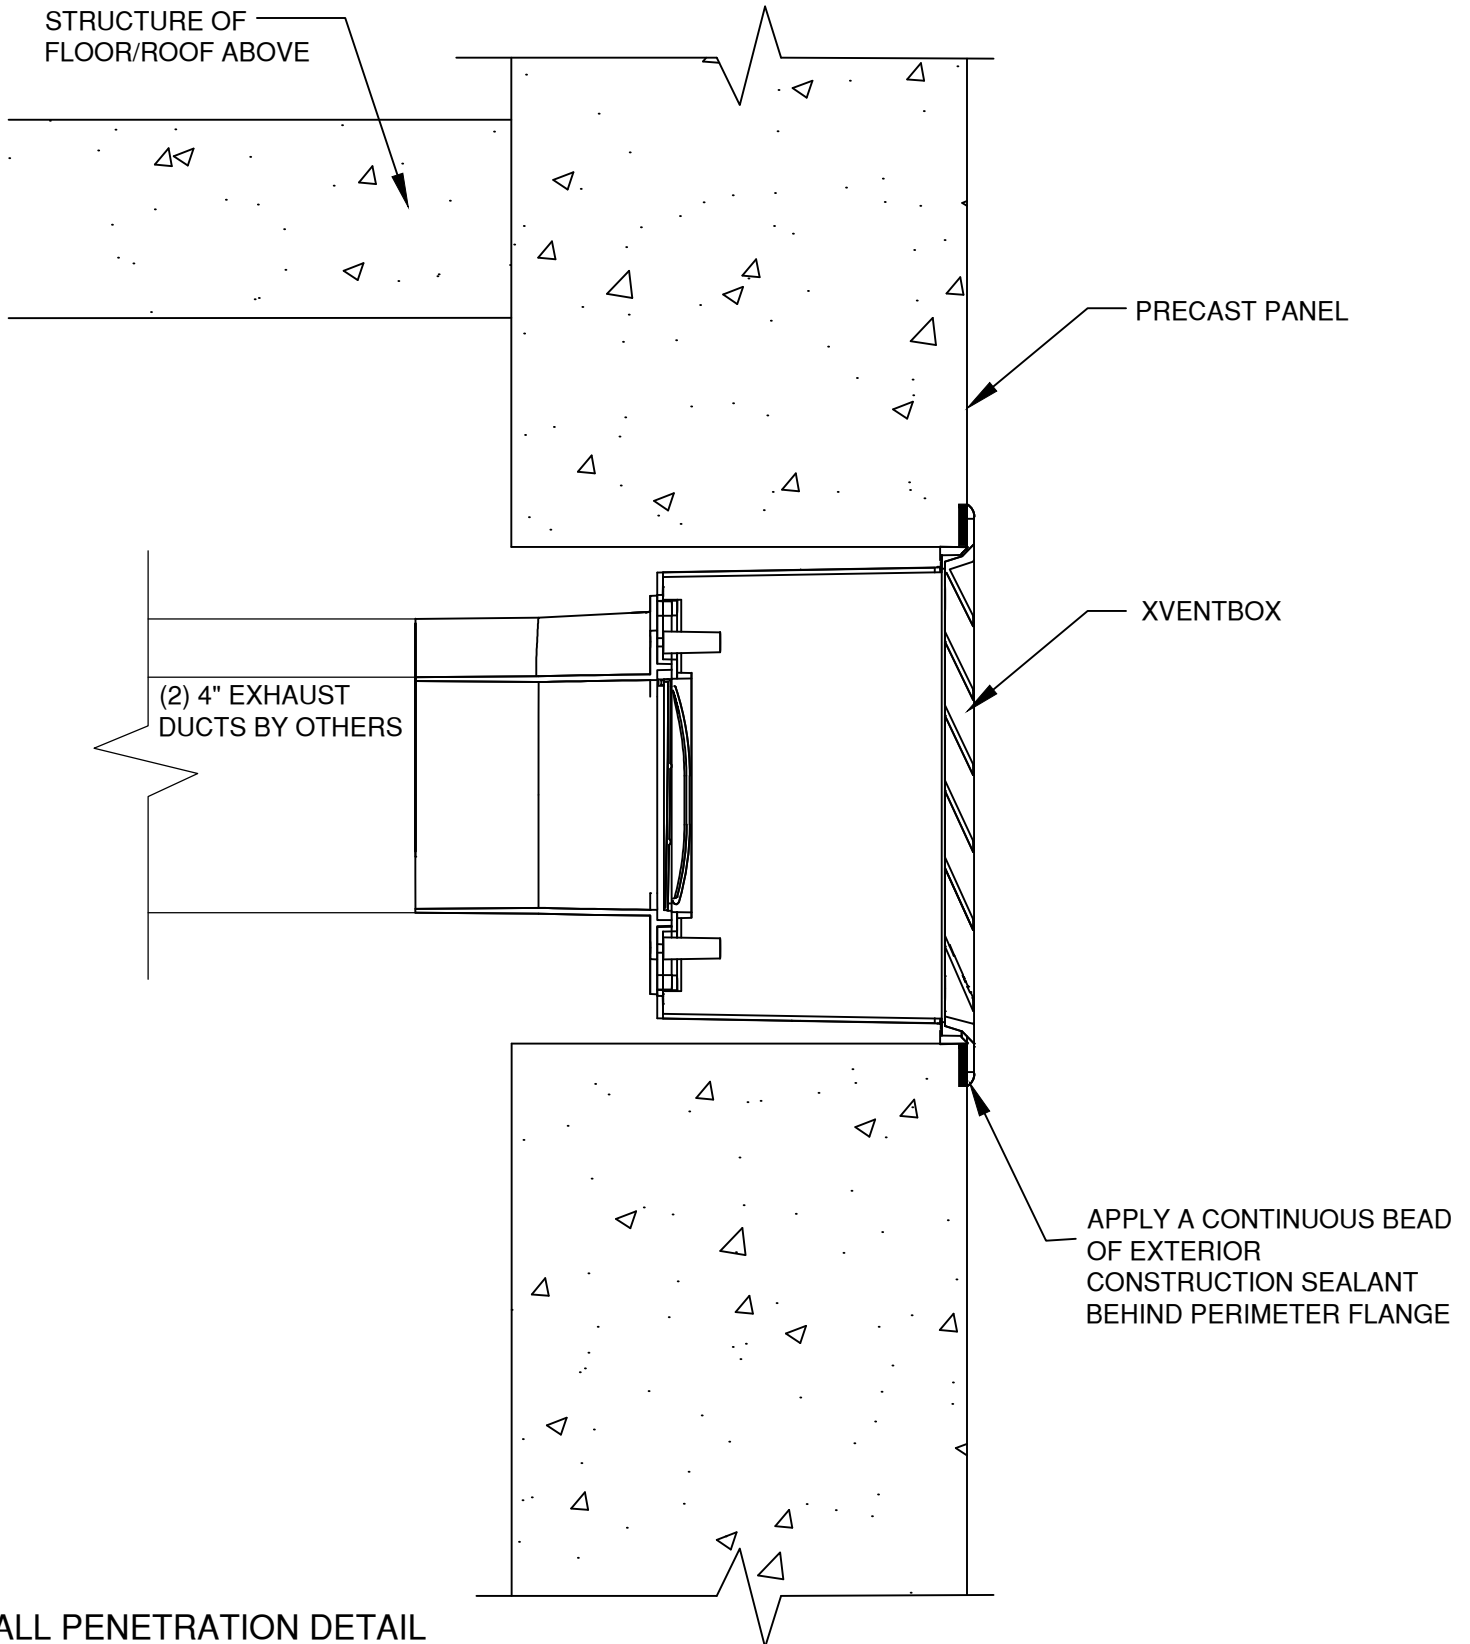 STRUCTURE OF
FLOOR/ROOF ABOVE
PRECAST PANEL
XVENTBOX
(2) 4" EXHAUST
DUCTS BY OTHERS
APPLY A CONTINUOUS BEAD
OF EXTERIOR
CONSTRUCTION SEALANT
BEHIND PERIMETER FLANGE
ALL PENETRATION DETAIL